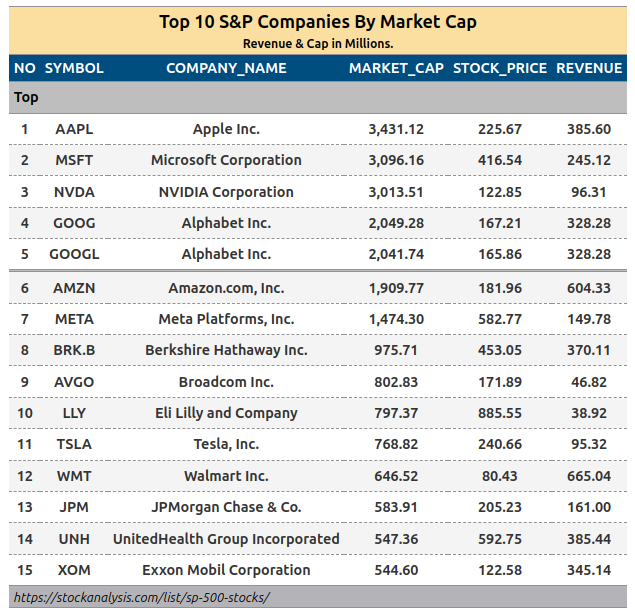 Top 10 S&P Companies By Market Cap
Revenue & Cap in Millions.
NO SYMBOL COMPANY_NAME MARKET_CAP STOCK_PRICE REVENUE
Top
1 AAPL Apple Inc. 3,431.12 225.67 385.60
2 MSFT Microsoft Corporation 3,096.16 416.54 245.12
3 NVDA NVIDIA Corporation 3,013.51 122.85 96.31
4 GOOG Alphabet Inc. 2,049.28 167.21 328.28
5 GOOGL Alphabet Inc. 2,041.74 165.86 328.28
6 AMZN Amazon.com, Inc. 1,909.77 181.96 604.33
7 META Meta Platforms, Inc. 1,474.30 582.77 149.78
8 BRK.B Berkshire Hathaway Inc. 975.71 453.05 370.11
9 AVGO Broadcom Inc. 802.83 171.89 46.82
10 LLY Eli Lilly and Company 797.37 885.55 38.92
11 TSLA Tesla, Inc. 768.82 240.66 95.32
12 WMT Walmart Inc. 646.52 80.43 665.04
13 JPM JPMorgan Chase & Co. 583.91 205.23 161.00
14 UNH UnitedHealth Group Incorporated 547.36 592.75 385.44
15 XOM Exxon Mobil Corporation 544.60 122.58 345.14
https://stockanalysis.com/list/sp-500-stocks/